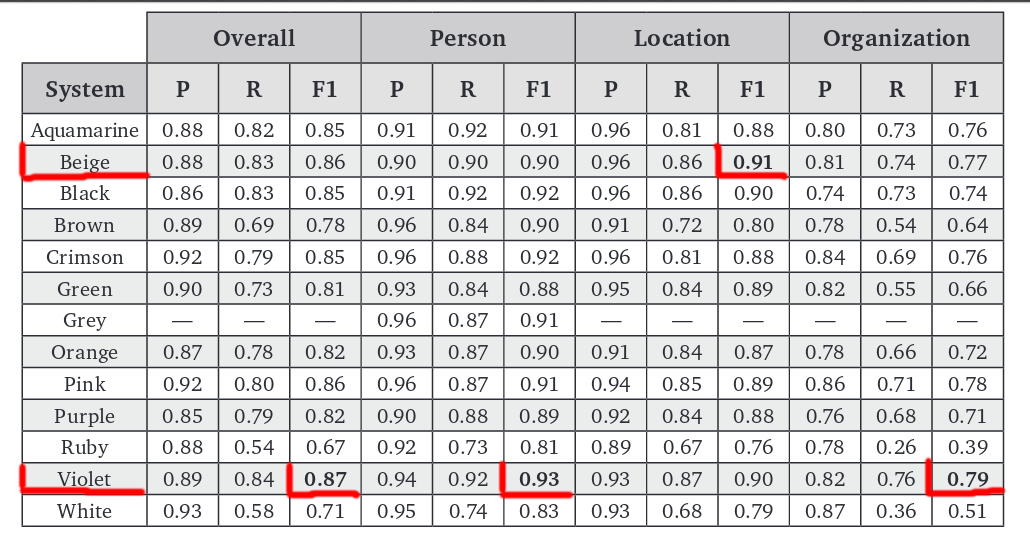 Overall Person Location Organization
System P R F1 P R F1 P R F1 P R F1
Aquamarine 0.88 0.82 0.85 0.91 0.92 0.91 0.96 0.81 0.88 0.80 0.73 0.76
Beige 0.88 0.83 0.86 0.90 0.90 0.90 0.96 0.86 0.91 0.81 0.74 0.77
Black 0.86 0.83 0.85 0.91 0.92 0.92 0.96 0.86 0.90 0.74 0.73 0.74
Brown 0.89 0.69 0.78 0.96 0.84 0.90 0.91 0.72 0.80 0.78 0.54 0.64
Crimson 0.92 0.79 0.85 0.96 0.88 0.92 0.96 0.81 0.88 0.84 0.69 0.76
Green 0.90 0.73 0.81 0.93 0.84 0.88 0.95 0.84 0.89 0.82 0.55 0.66
Grey — — — 0.96 0.87 0.91 — — — — — —
Orange 0.87 0.78 0.82 0.93 0.87 0.90 0.91 0.84 0.87 0.78 0.66 0.72
Pink 0.92 0.80 0.86 0.96 0.87 0.91 0.94 0.85 0.89 0.86 0.71 0.78
Purple 0.85 0.79 0.82 0.90 0.88 0.89 0.92 0.84 0.88 0.76 0.68 0.71
Ruby 0.88 0.54 0.67 0.92 0.73 0.81 0.89 0.67 0.76 0.78 0.26 0.39
Violet 0.89 0.84 0.87 0.94 0.92 0.93 0.93 0.87 0.90 0.82 0.76 0.79
White 0.93 0.58 0.71 0.95 0.74 0.83 0.93 0.68 0.79 0.87 0.36 0.51